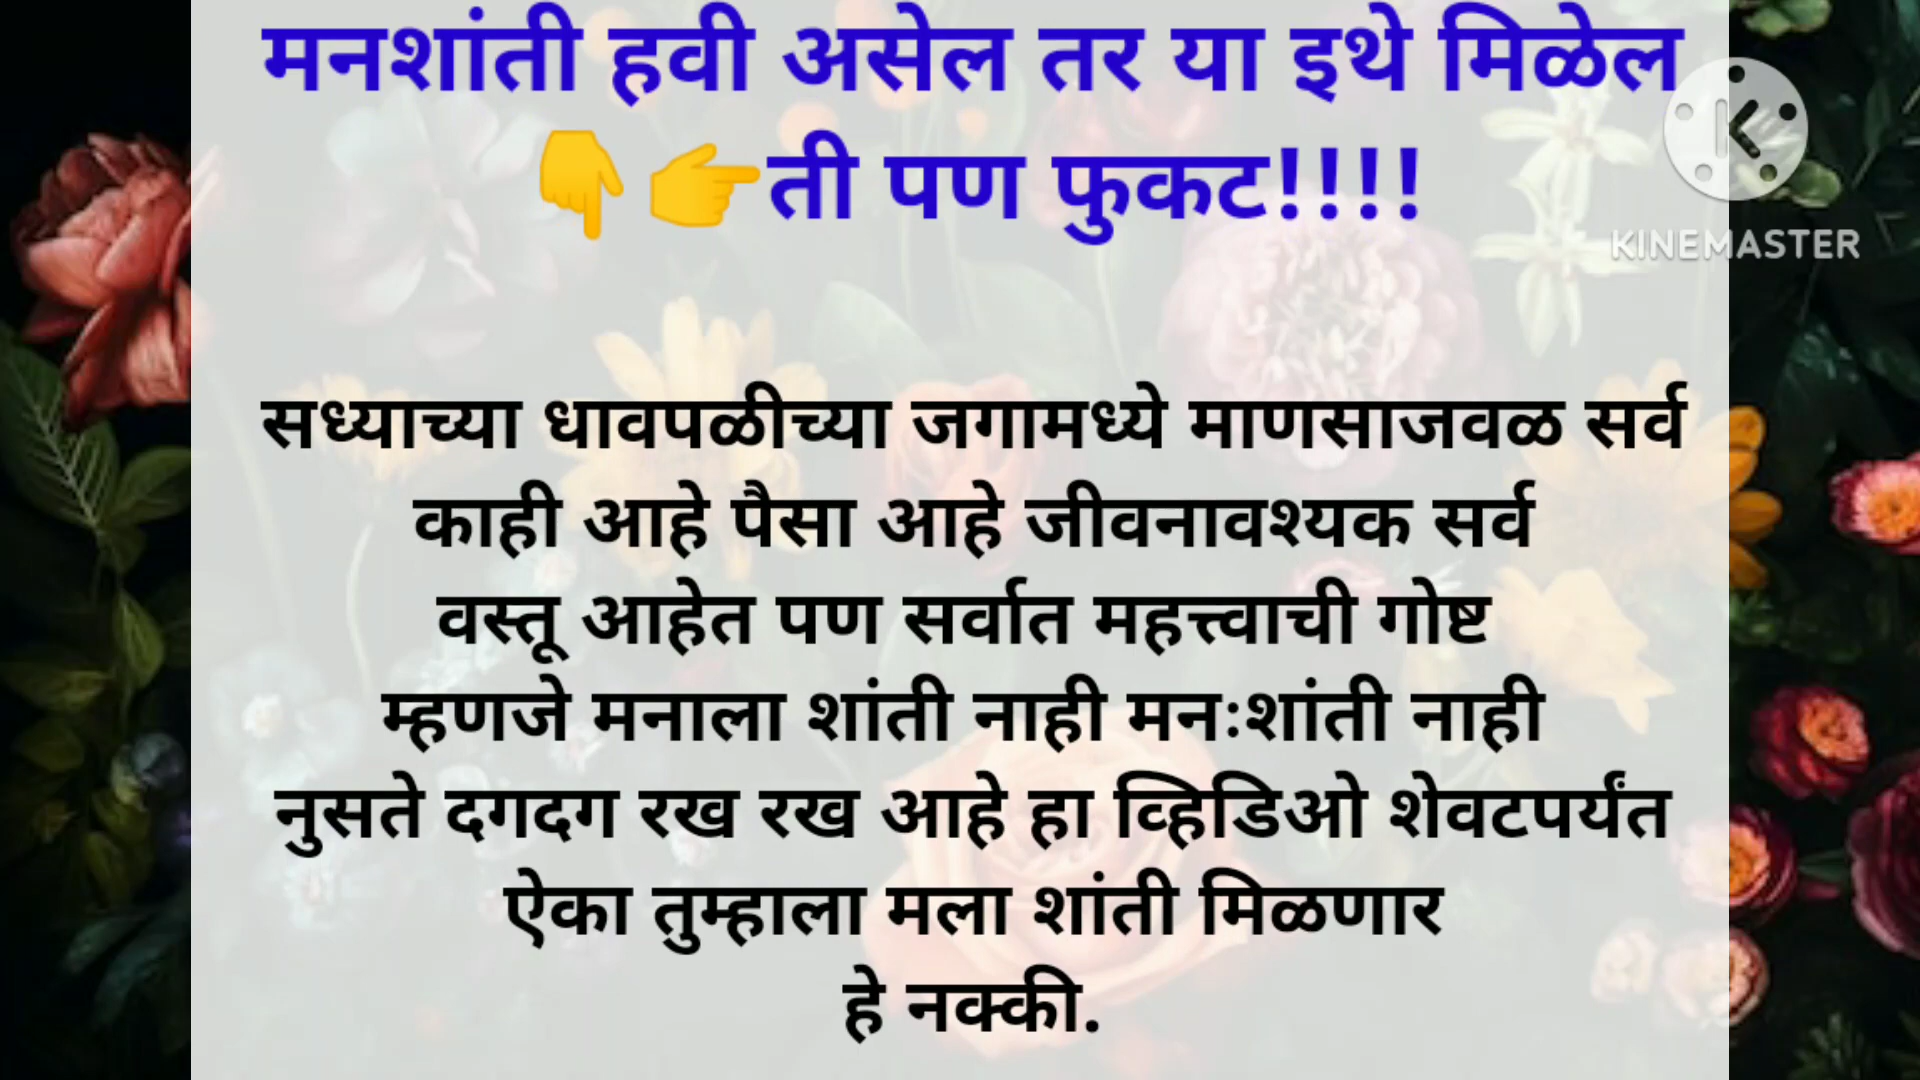 मनशांती हवी असेल तर या इथे मिळेल
👇👉ती पण फुकट!!!!
KINEMASTER
सध्याच्या धावपळीच्या जगामध्ये माणसाजवळ सर्व
काही आहे पैसा आहे जीवनावश्यक सर्व
वस्तू आहेत पण सर्वात महत्त्वाची गोष्ट
म्हणजे मनाला शांती नाही मनःशांती नाही
नुसते दगदग रख रख आहे हा व्हिडिओ शेवटपर्यंत
ऐका तुम्हाला मला शांती मिळणार
हे नक्की.